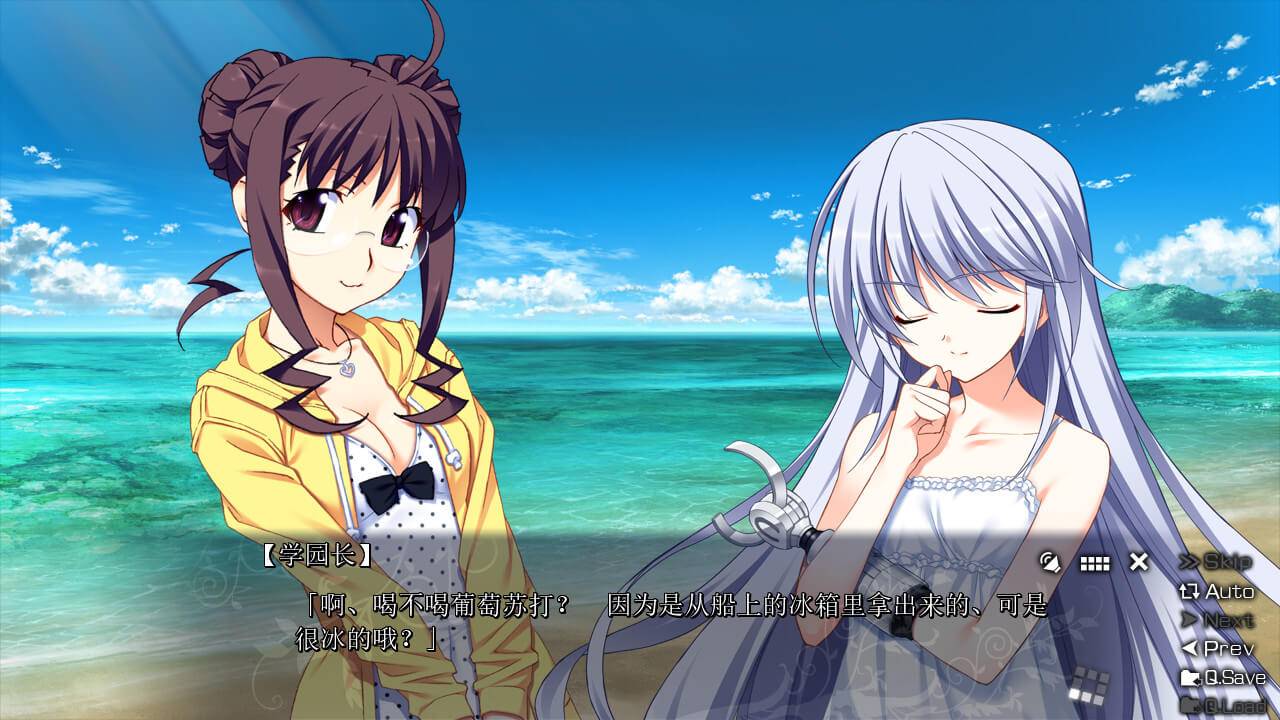 【学园长】
「啊、喝不喝葡萄苏打？　因为是从船上的冰箱里拿出来的、可是
很冰的哦？」
Skip
Auto
Next
Prev
Q.Save
Q.Load